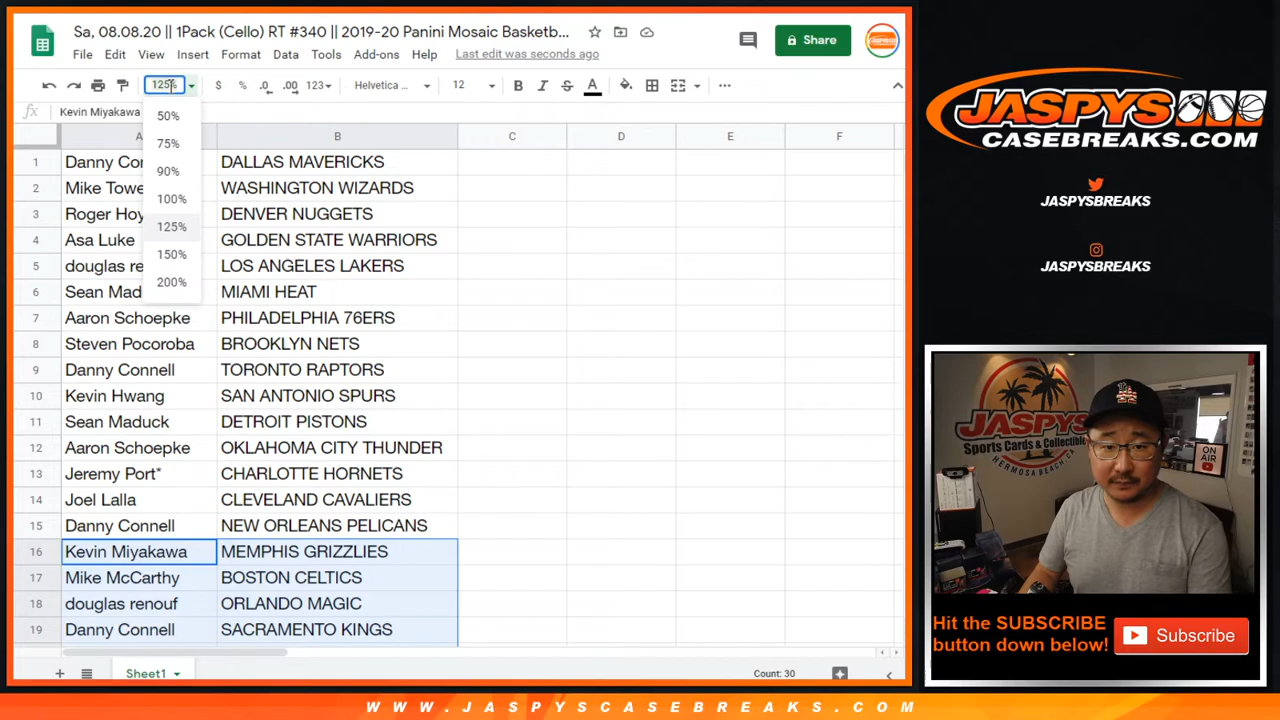 Sa, 08.08.20 || 1Pack (Cello) RT #340 || 2019-20 Panini Mosaic Basketb...
File Edit View Insert Format Data Tools Add-ons Help Last edit was seconds ago
Share
125% $ % .0 .00 123 Helvetica ... 12 B I S A ...
fx Kevin Miyakawa
50%
75%
90%
100%
125%
150%
200%
A B C D E F
1 Danny Con DALLAS MAVERICKS
2 Mike Towe WASHINGTON WIZARDS
3 Roger Hoy DENVER NUGGETS
4 Asa Luke GOLDEN STATE WARRIORS
5 douglas re LOS ANGELES LAKERS
6 Sean Mad MIAMI HEAT
7 Aaron Schoepke PHILADELPHIA 76ERS
8 Steven Pocoroba BROOKLYN NETS
9 Danny Connell TORONTO RAPTORS
10 Kevin Hwang SAN ANTONIO SPURS
11 Sean Maduck DETROIT PISTONS
12 Aaron Schoepke OKLAHOMA CITY THUNDER
13 Jeremy Port* CHARLOTTE HORNETS
14 Joel Lalla CLEVELAND CAVALIERS
15 Danny Connell NEW ORLEANS PELICANS
16 Kevin Miyakawa MEMPHIS GRIZZLIES
17 Mike McCarthy BOSTON CELTICS
18 douglas renouf ORLANDO MAGIC
19 Danny Connell SACRAMENTO KINGS
Sheet1
Count: 30
JASPYS
CASEBREAKS.COM
JASPYSBREAKS
JASPYSBREAKS
JASPYS
Sports Cards & Collectible
HERMOSA BEACH, CA
ON AIR
Hit the SUBSCRIBE
button down below!
Subscribe
WWW.JASPYSCASEBREAKS.COM